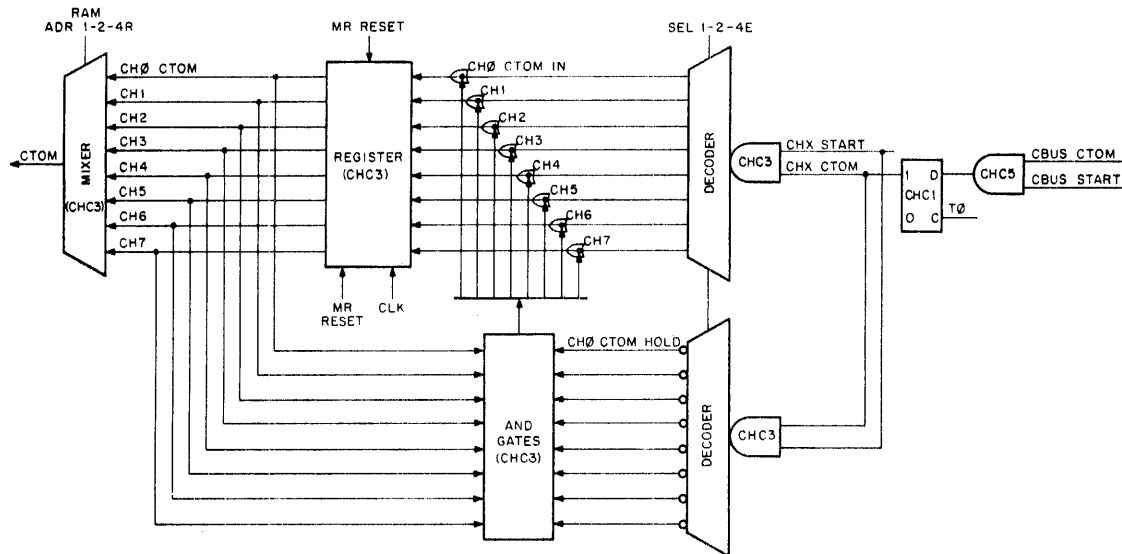 RAM
ADR 1-2-4R
MR RESET
SEL 1-2-4E
CHØ CTOM
CH1
CH2
CH3
CH4
CH5
CH6
CH7
CTOM
MIXER
(CHC3)
REGISTER
(CHC3)
CHØ CTOM IN
CH1
CH2
CH3
CH4
CH5
CH6
CH7
DECODER
CHC3
CHX START
CHX CTOM
1 D
CHC1
O C
TØ
CHC5
CBUS CTOM
CBUS START
MR
RESET
CLK
CHØ CTOM HOLD
AND
GATES
(CHC3)
DECODER
CHC3